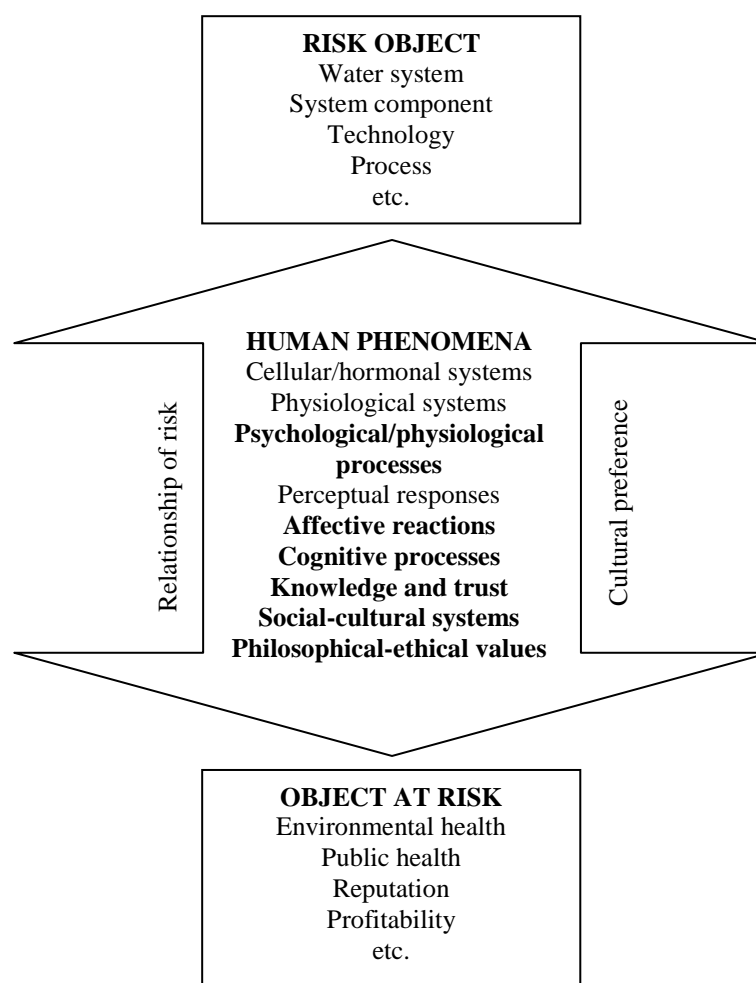 RISK OBJECT
Water system
System component
Technology
Process
etc.
HUMAN PHENOMENA
Cellular/hormonal systems
Physiological systems
Psychological/physiological
processes
Perceptual responses
Affective reactions
Cognitive processes
Knowledge and trust
Social-cultural systems
Philosophical-ethical values
Relationship of risk
Cultural preference
OBJECT AT RISK
Environmental health
Public health
Reputation
Profitability
etc.